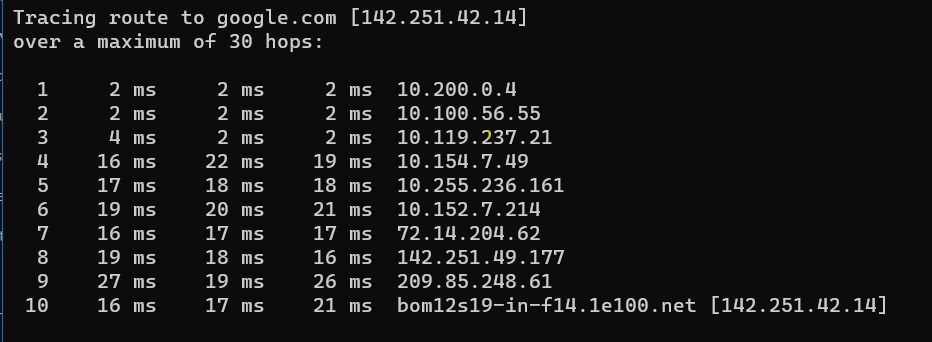 Tracing route to google.com [142.251.42.14]
over a maximum of 30 hops:
1 2 ms 2 ms 2 ms 10.200.0.4
2 2 ms 2 ms 2 ms 10.100.56.55
3 4 ms 2 ms 2 ms 10.119.237.21
4 16 ms 22 ms 19 ms 10.154.7.49
5 17 ms 18 ms 18 ms 10.255.236.161
6 19 ms 20 ms 21 ms 10.152.7.214
7 16 ms 17 ms 17 ms 72.14.204.62
8 19 ms 18 ms 16 ms 142.251.49.177
9 27 ms 19 ms 26 ms 209.85.248.61
10 16 ms 17 ms 21 ms bom12s19-in-f14.1e100.net [142.251.42.14]